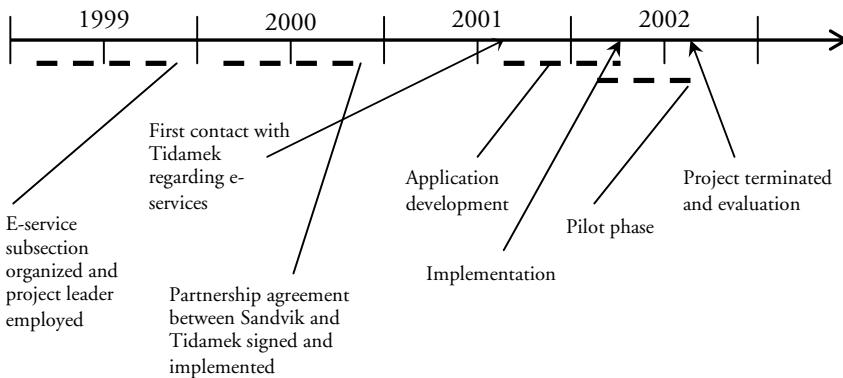 1999
2000
2001
2002
First contact with
Tidamek
regarding e-
services
Application
development
Project terminated
and evaluation
E-service
subsection
organized and
project leader
employed
Pilot phase
Implementation
Partnership agreement
between Sandvik and
Tidamek signed and
implemented